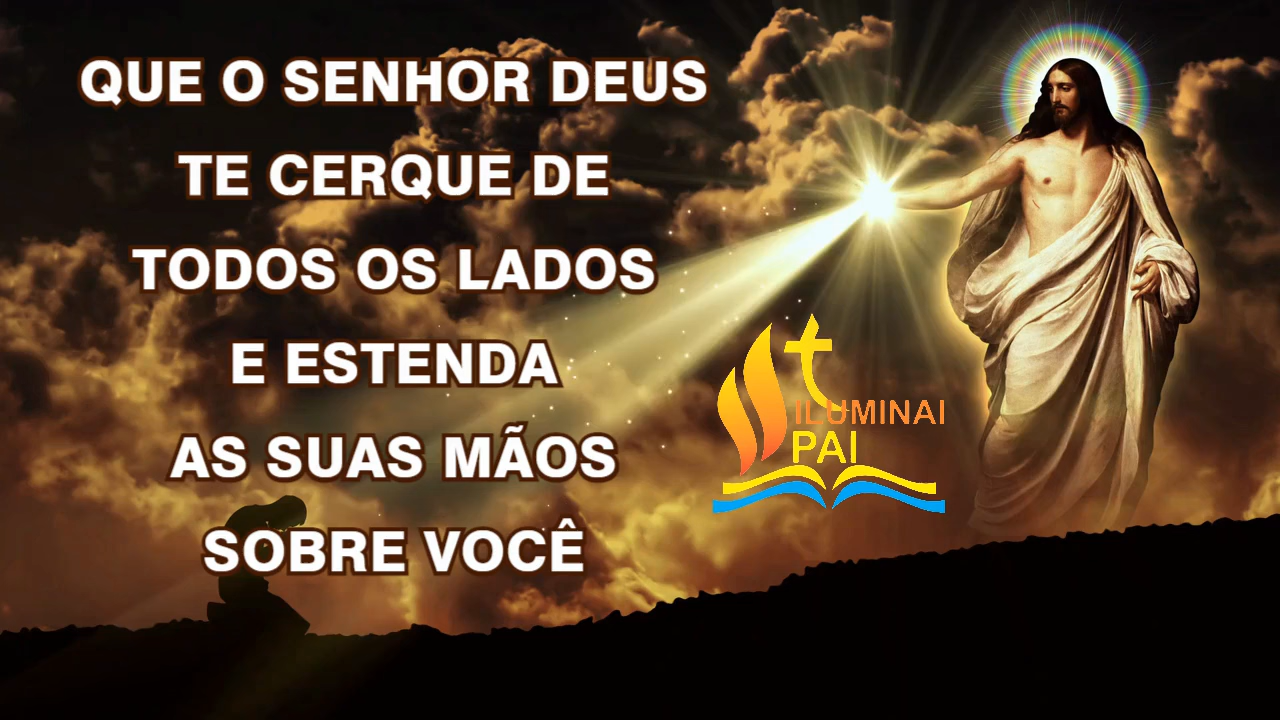 QUE O SENHOR DEUS
TE CERQUE DE
TODOS OS LADOS
E ESTENDA
AS SUAS MÃOS
SOBRE VOCÊ
ILUMINAI
PAI